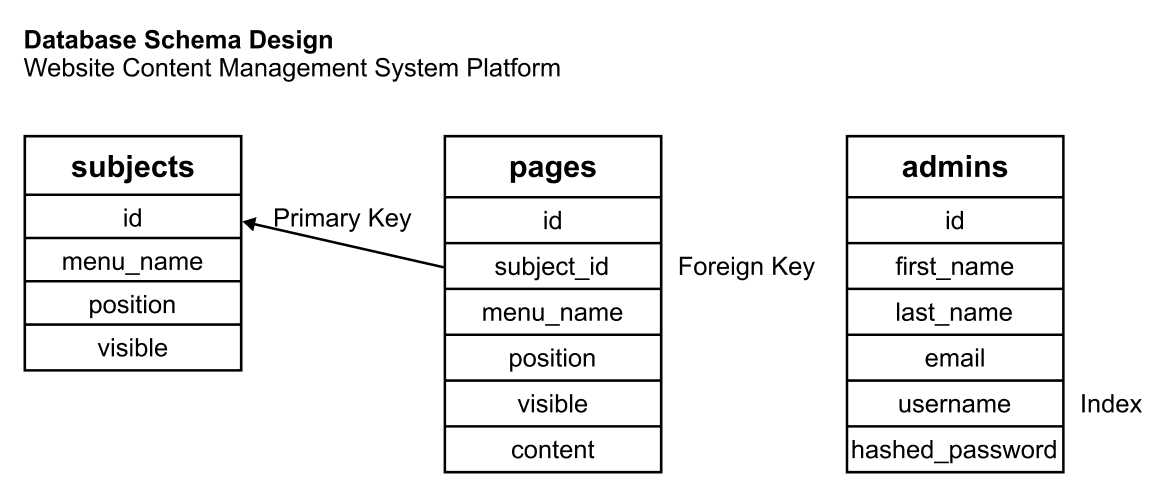 Database Schema Design
Website Content Management System Platform
subjects
id
menu_name
position
visible
Primary Key
pages
id
subject_id
menu_name
position
visible
content
Foreign Key
admins
id
first_name
last_name
email
username
hashed_password
Index